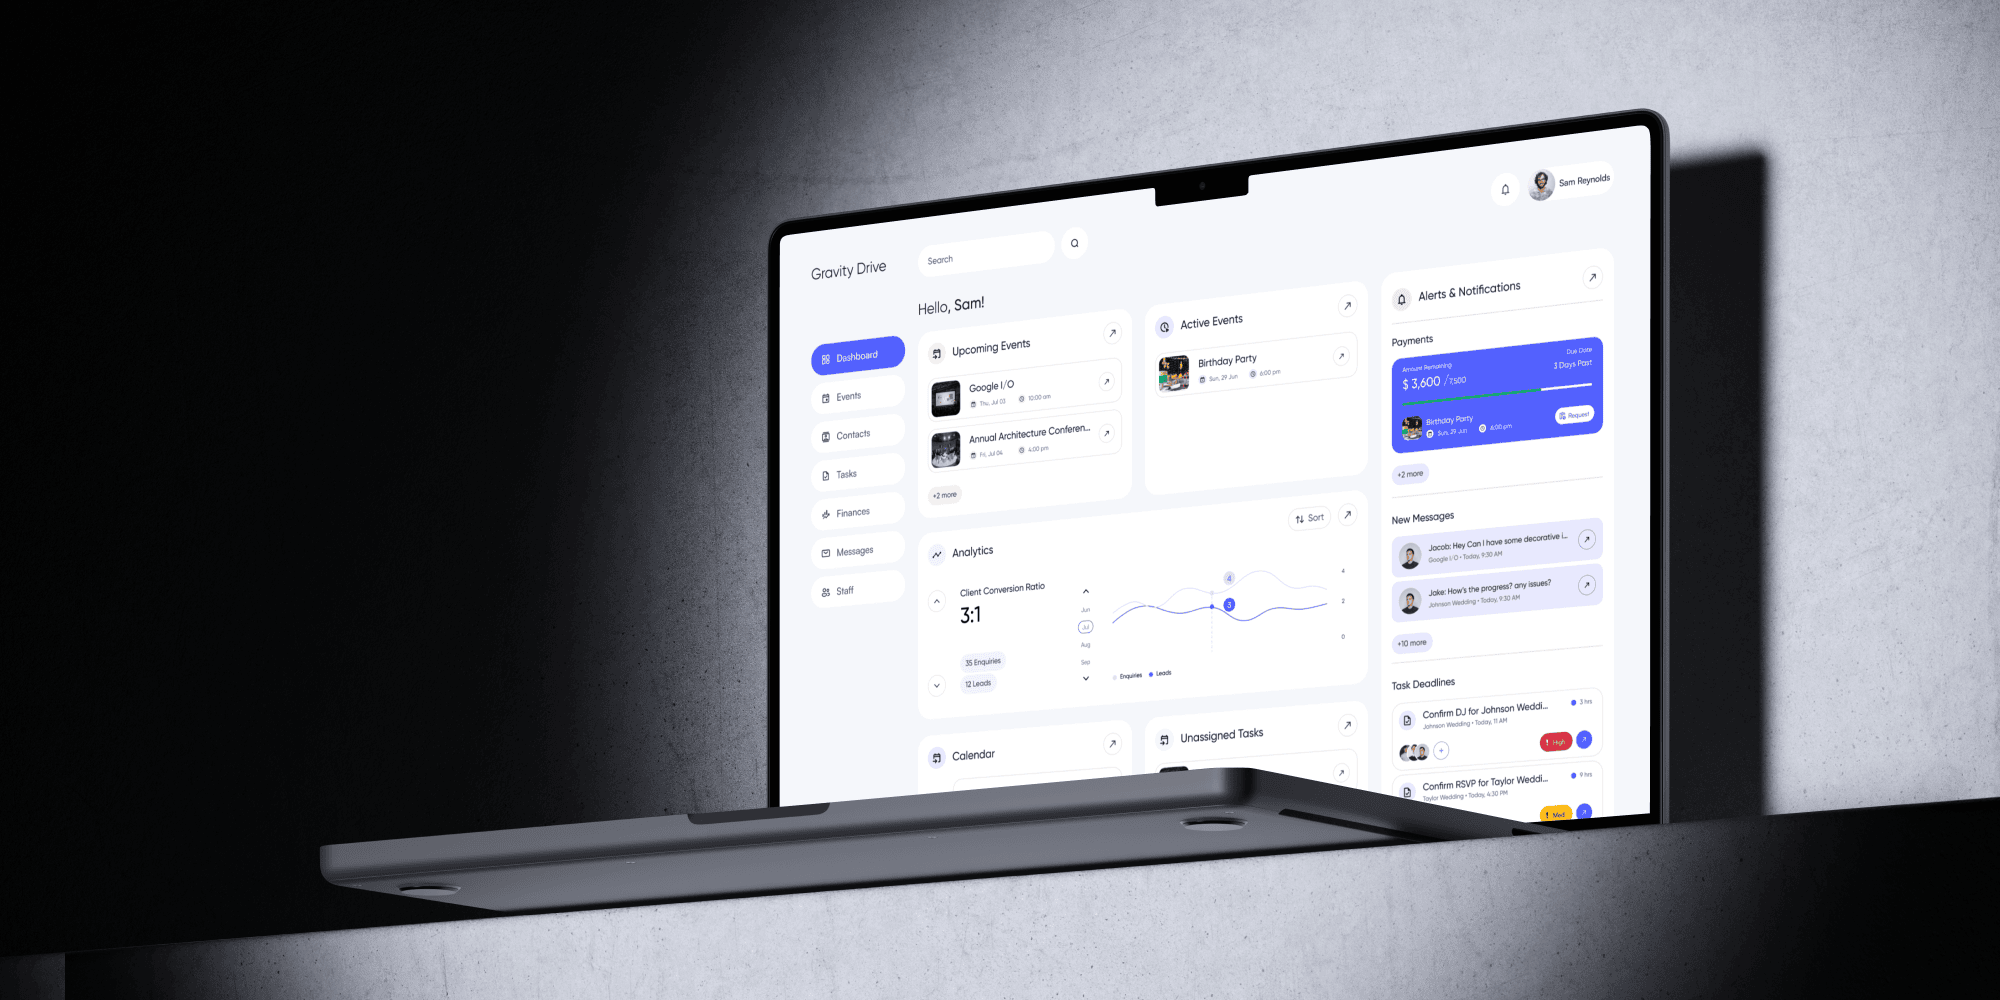 Sam Reynolds
Search
Gravity Drive
Hello, Sam!
Dashboard
Events
Contacts
Tasks
Finances
Messages
Staff
Upcoming Events
Google I/O
Thu, Jul 03
10:00 am
Annual Architecture Conferen...
Fri, Jul 04
4:00 pm
+2 more
Active Events
Birthday Party
Sun, 29 Jun
6:00 pm
Analytics
Sort
Client Conversion Ratio
3:1
35 Enquiries
12 Leads
Jun
Jul
Aug
Sep
4
3
4
2
0
Enquiries
Leads
Calendar
Unassigned Tasks
Alerts & Notifications
Payments
Amount Remaining
$ 3,600 /7,500
Due Date
3 Days Past
Birthday Party
Sun, 29 Jun
6:00 pm
Request
+2 more
New Messages
Jacob: Hey Can I have some decorative i...
Google I/O • Today, 9:30 AM
Jake: How's the progress? any issues?
Johnson Wedding • Today, 9:30 AM
+10 more
Task Deadlines
Confirm DJ for Johnson Weddi...
3 hrs
Johnson Wedding • Today, 11 AM
High
Confirm RSVP for Taylor Weddi...
9 hrs
Taylor Wedding • Today, 4:30 PM
Med